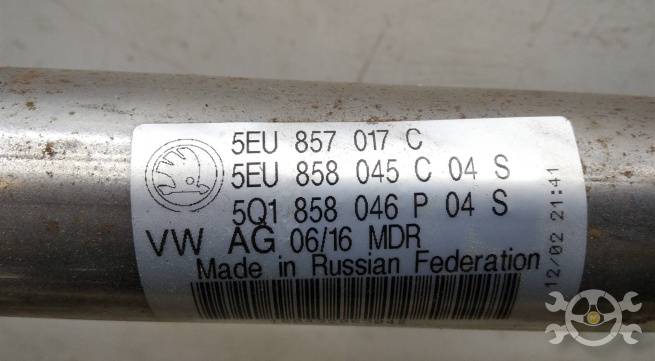 5EU 857 017 C
5EU 858 045 C 04 S
5Q1 858 046 P 04 S
VW AG 06/16 MDR
Made in Russian Federation
12/02 21:41